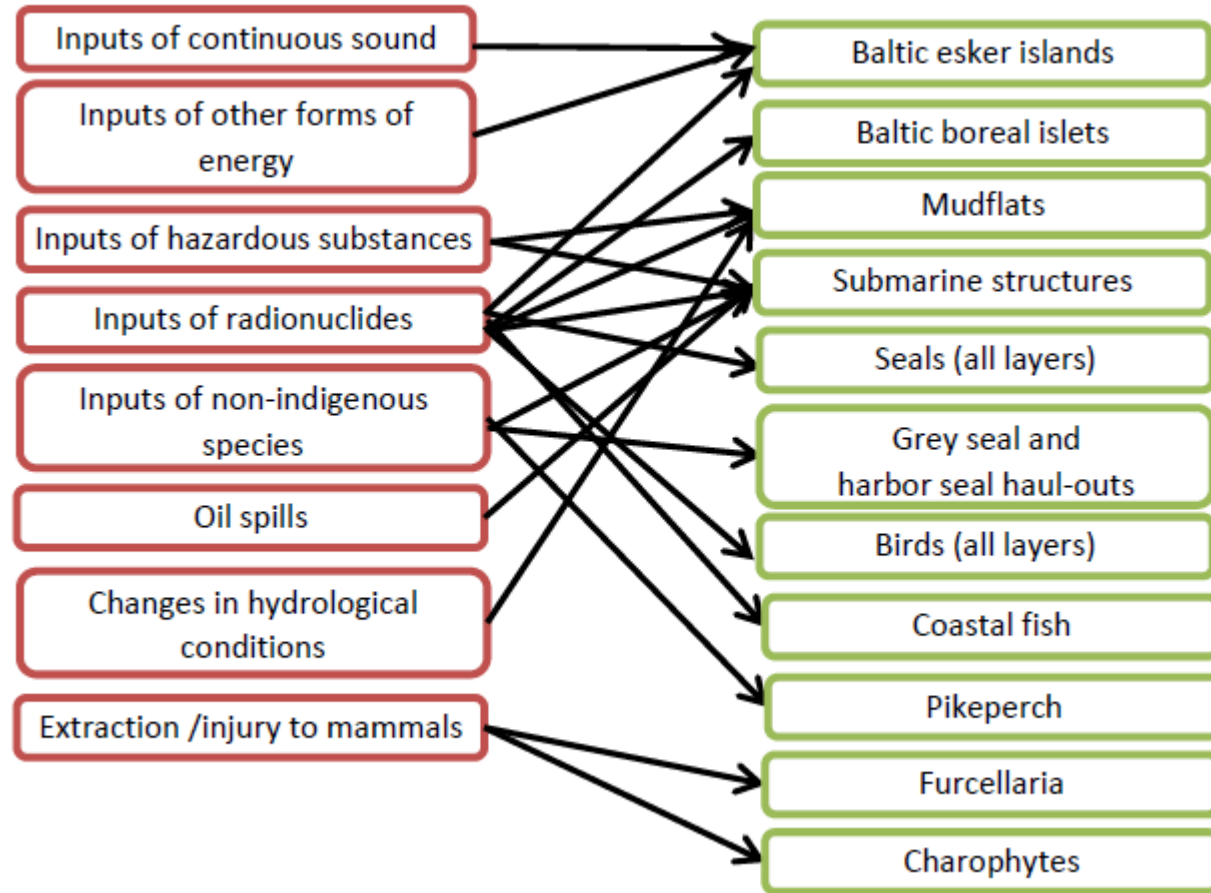 Inputs of continuous sound
Inputs of other forms of
energy
Inputs of hazardous substances
Inputs of radionuclides
Inputs of non-indigenous
species
Oil spills
Changes in hydrological
conditions
Extraction /injury to mammals
Baltic esker islands
Baltic boreal islets
Mudflats
Submarine structures
Seals (all layers)
Grey seal and
harbor seal haul-outs
Birds (all layers)
Coastal fish
Pikeperch
Furcellaria
Charophytes